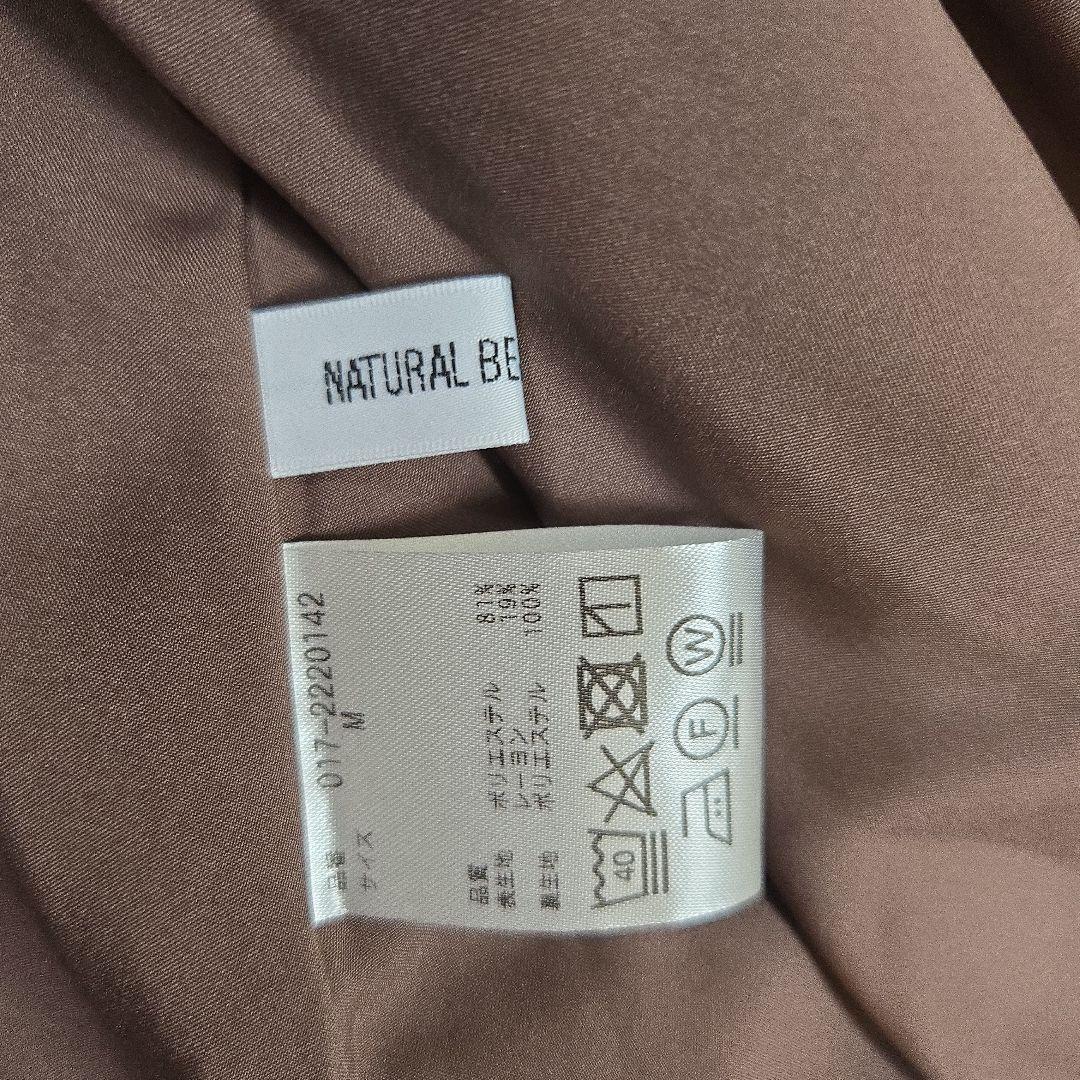 NATURAL BE
品番 017-2220142
サイズ M
品質
表生地 ポリエステル 81%
レーヨン 19%
裏生地 ポリエステル 100%
40
F
W